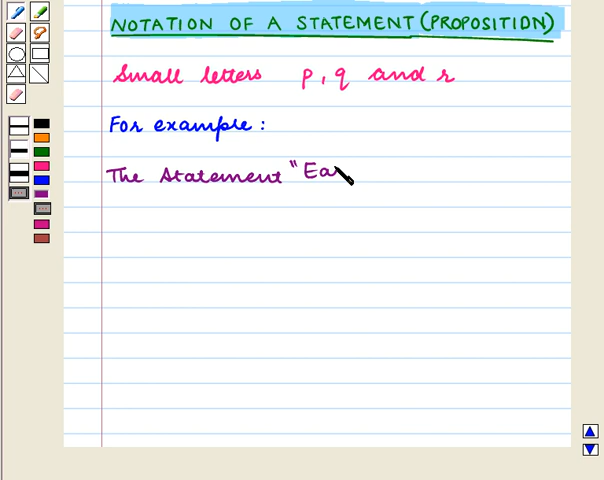 NOTATION OF A STATEMENT (PROPOSITION)
Small letters p, q and r
For example :
The Statement "Ea